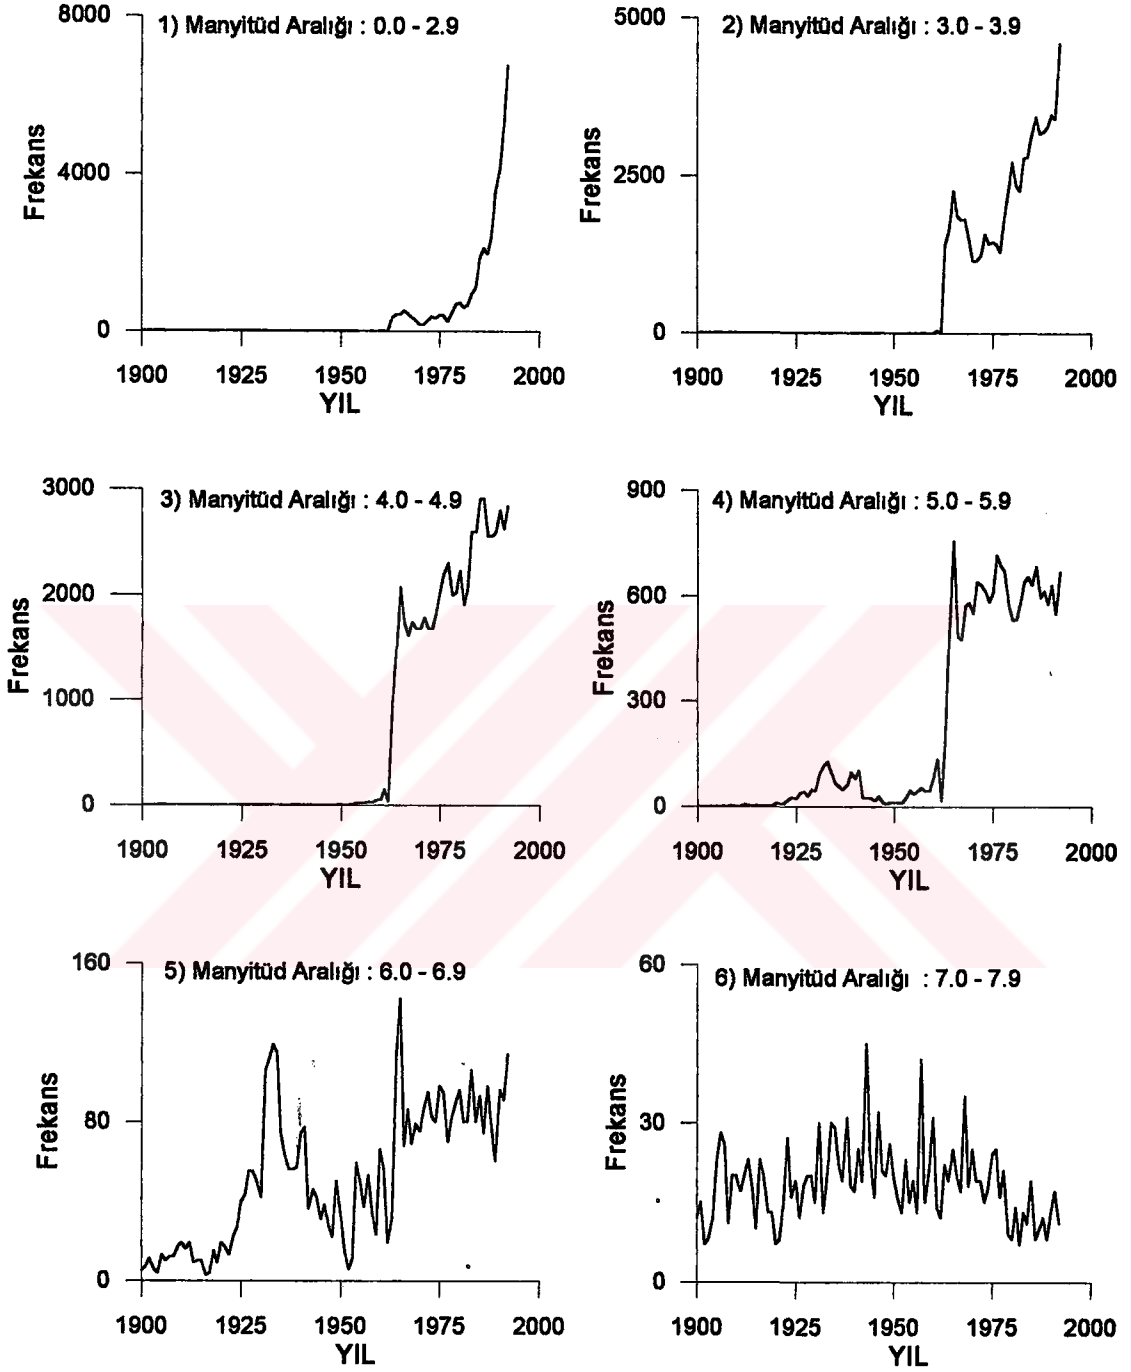 8000
1) Manyitüd Aralığı : 0.0 - 2.9
4000
0
Frekans
1900 1925 1950 1975 2000
YIL
5000
2) Manyitüd Aralığı : 3.0 - 3.9
2500
0
Frekans
1900 1925 1950 1975 2000
YIL
3000
3) Manyitüd Aralığı : 4.0 - 4.9
2000
1000
0
Frekans
1900 1925 1950 1975 2000
YIL
900
4) Manyitüd Aralığı : 5.0 - 5.9
600
300
0
Frekans
1900 1925 1950 1975 2000
YIL
160
5) Manyitüd Aralığı : 6.0 - 6.9
80
0
Frekans
1900 1925 1950 1975 2000
YIL
60
6) Manyitüd Aralığı : 7.0 - 7.9
30
0
Frekans
1900 1925 1950 1975 2000
YIL